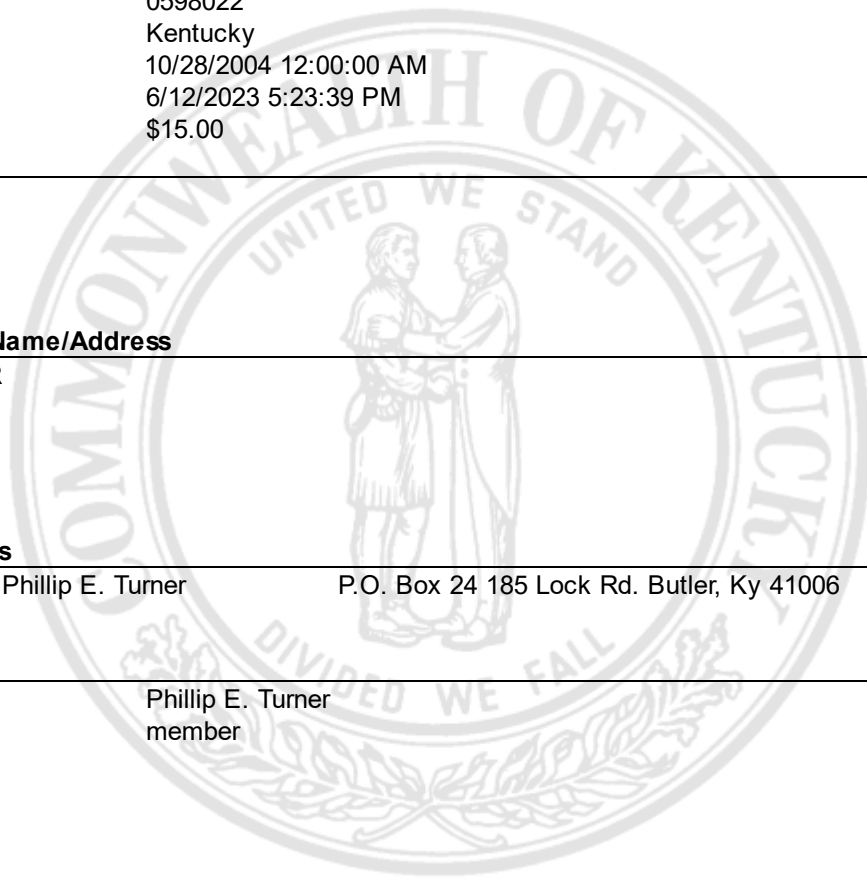 0598022
Kentucky
10/28/2004 12:00:00 AM
6/12/2023 5:23:39 PM
$15.00
COMMONWEALTH OF KENTUCKY
UNITED WE STAND
Name/Address
R
s
Phillip E. Turner P.O. Box 24 185 Lock Rd. Butler, Ky 41006
DIVIDED WE FALL
Phillip E. Turner
member